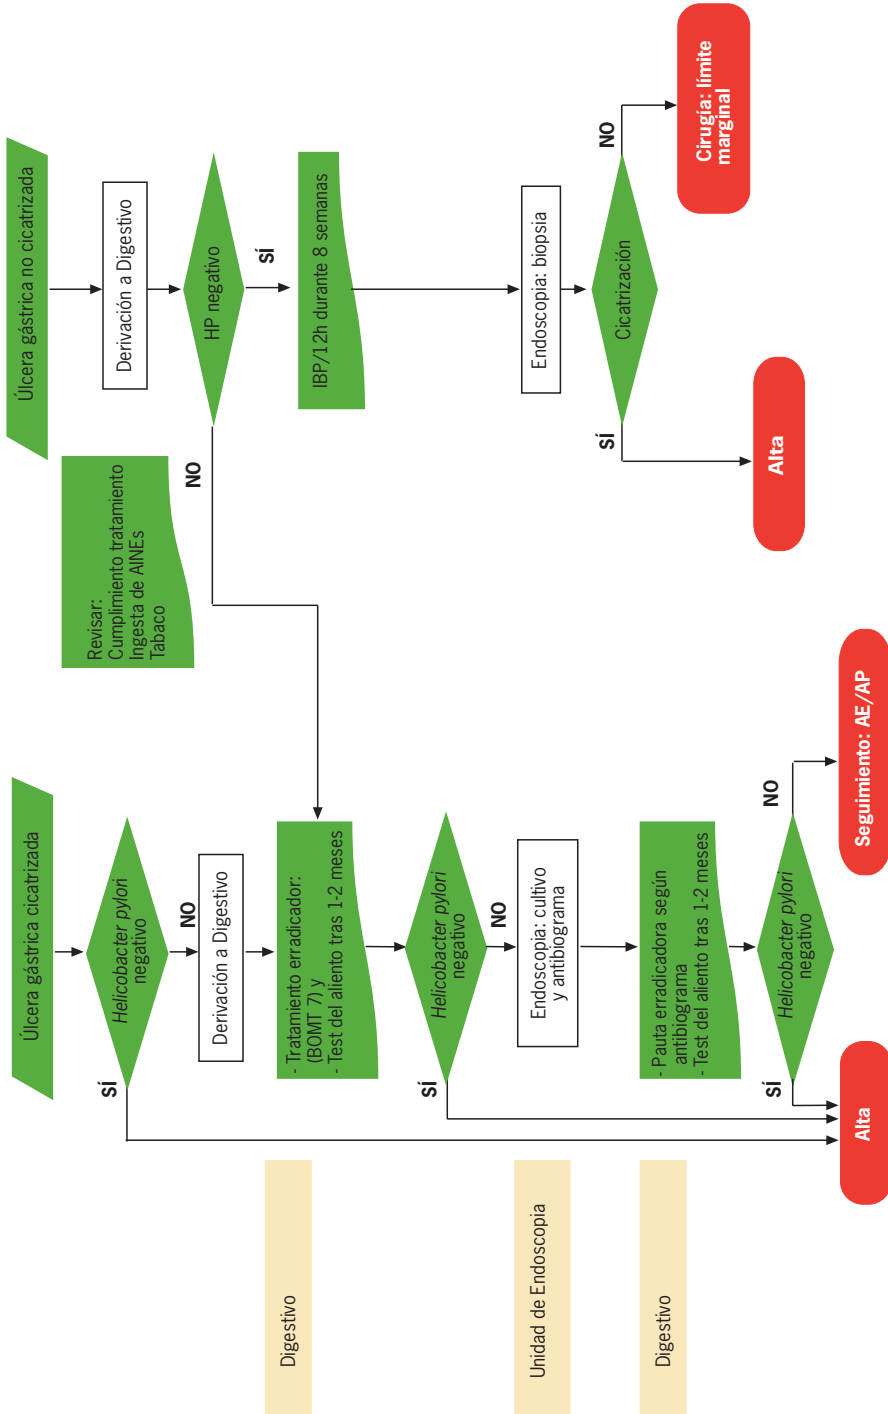 Úlcera gástrica cicatrizada
Helicobacter pylori
negativo
SÍ
NO
Derivación a Digestivo
- Tratamiento erradicador:
(BOMT 7) y
- Test del aliento tras 1-2 meses
Helicobacter pylori
negativo
SÍ
NO
Endoscopia: cultivo
y antibiograma
- Pauta erradicadora según
antibiograma
- Test del aliento tras 1-2 meses
Helicobacter pylori
negativo
SÍ
NO
Alta
Seguimiento: AE/AP
Digestivo
Unidad de Endoscopia
Digestivo
Revisar:
Cumplimiento tratamiento
Ingesta de AINEs
Tabaco
Úlcera gástrica no cicatrizada
Derivación a Digestivo
HP negativo
NO
SÍ
IBP/12h durante 8 semanas
Endoscopia: biopsia
Cicatrización
SÍ
NO
Alta
Cirugía: límite
marginal